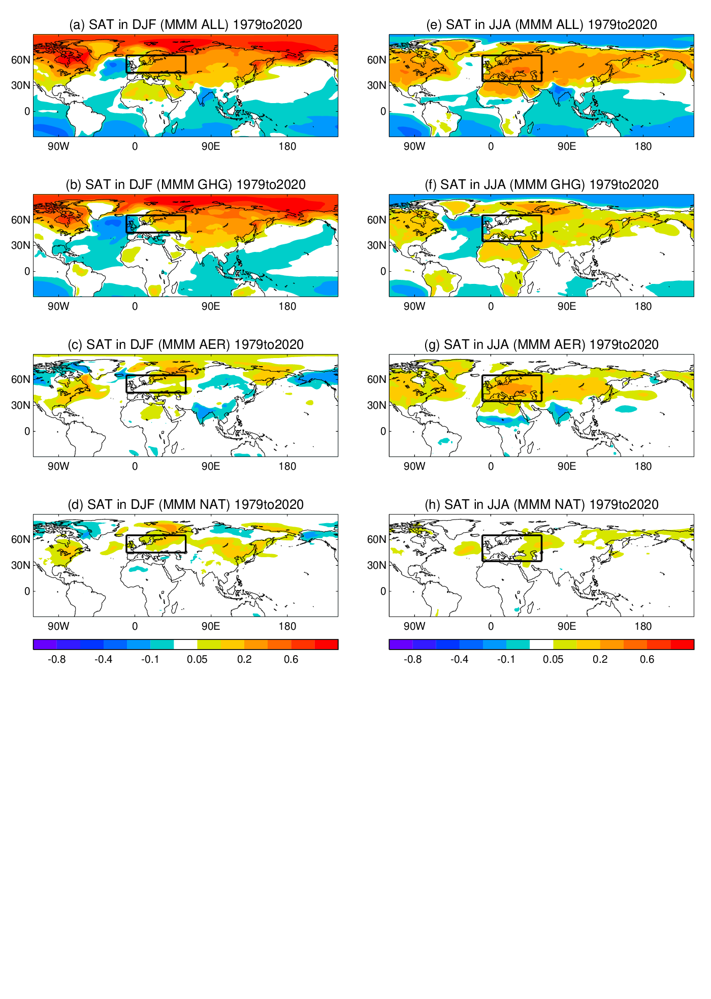 (a) SAT in DJF (MMM ALL) 1979to2020
60N
30N
0
90W 0 90E 180
(e) SAT in JJA (MMM ALL) 1979to2020
60N
30N
0
90W 0 90E 180
(b) SAT in DJF (MMM GHG) 1979to2020
60N
30N
0
90W 0 90E 180
(f) SAT in JJA (MMM GHG) 1979to2020
60N
30N
0
90W 0 90E 180
(c) SAT in DJF (MMM AER) 1979to2020
60N
30N
0
90W 0 90E 180
(g) SAT in JJA (MMM AER) 1979to2020
60N
30N
0
90W 0 90E 180
(d) SAT in DJF (MMM NAT) 1979to2020
60N
30N
0
90W 0 90E 180
(h) SAT in JJA (MMM NAT) 1979to2020
60N
30N
0
90W 0 90E 180
-0.8 -0.4 -0.1 0.05 0.2 0.6
-0.8 -0.4 -0.1 0.05 0.2 0.6